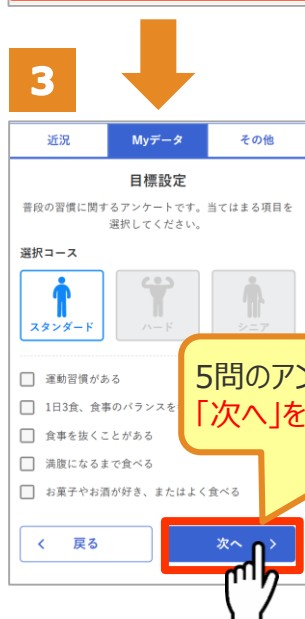 3
近況
Myデータ
その他
目標設定
普段の習慣に関するアンケートです。当てはまる項目を
選択してください。
選択コース
スタンダード
ハード
シニア
運動習慣がある
1日3食、食事のバランスを
食事を抜くことがある
満腹になるまで食べる
お菓子やお酒が好き、またはよく食べる
5問のアン
「次へ」を
戻る
次へ